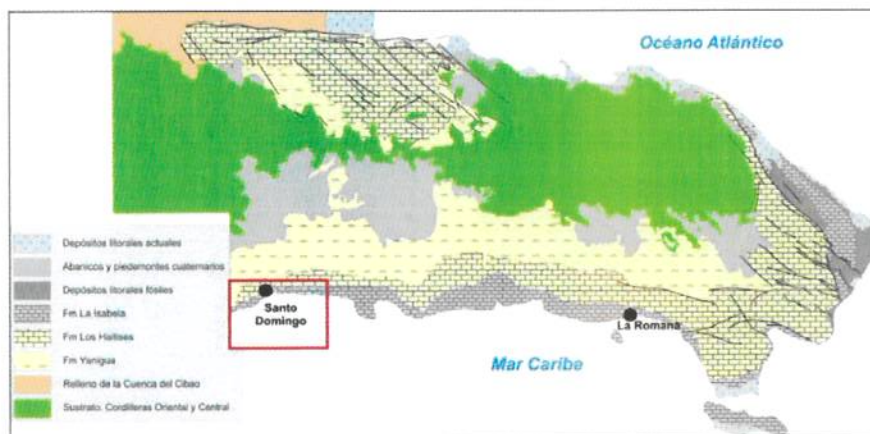 Océano Atlántico
Depósitos litorales actuales
Abanicos y piedemontes cuaternarios
Depósitos litorales fósiles
Fm La Isabela
Fm Los Haitises
Fm Yanigua
Relleno de la Cuenca del Cibao
Sustrato. Cordilleras Oriental y Central
Santo
Domingo
La Romana
Mar Caribe